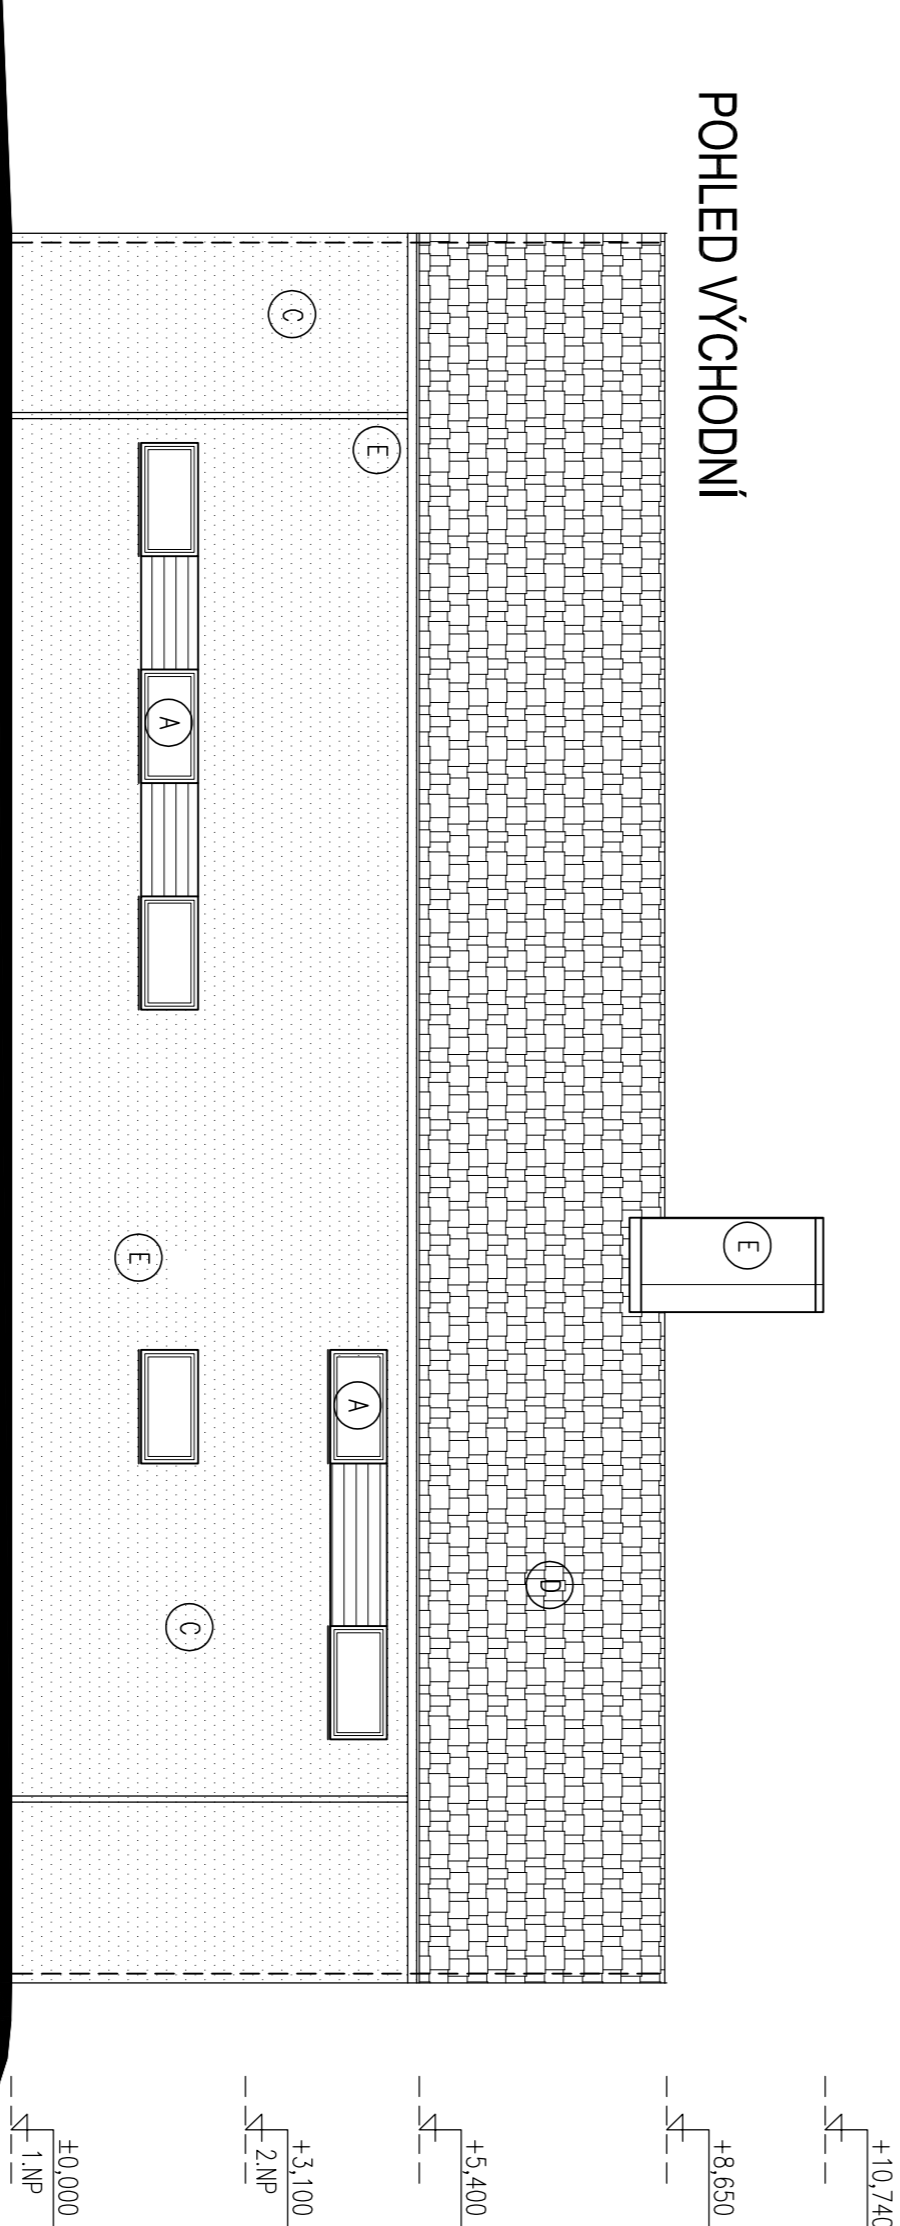 POHLED VÝCHODNÍ
+10,740
E
+8,650
D
+5,400
E
A
C
+3,100
2.NP
C
A
E
±0,000
1.NP